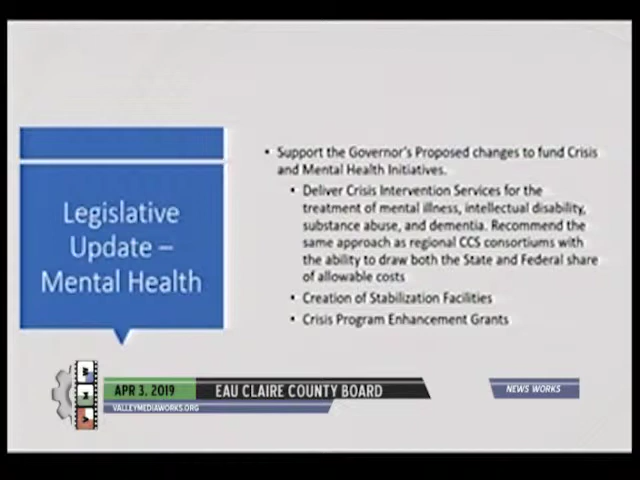 Legislative
Update –
Mental Health
• Support the Governor's Proposed changes to fund Crisis
and Mental Health Initiatives.
• Deliver Crisis Intervention Services for the
treatment of mental illness, intellectual disability,
substance abuse, and dementia. Recommend the
same approach as regional CCS consortiums with
the ability to draw both the State and Federal share
of allowable costs
• Creation of Stabilization Facilities
• Crisis Program Enhancement Grants
APR 3, 2019
EAU CLAIRE COUNTY BOARD
NEWS WORKS
VALLEYMEDIAWORKS.ORG